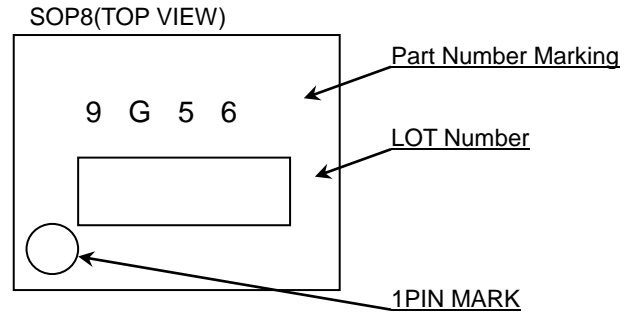 SOP8(TOP VIEW)
Part Number Marking
9 G 5 6
LOT Number
1PIN MARK